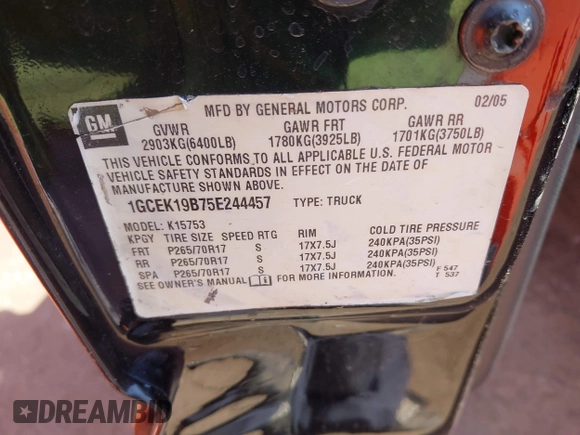 GM
MFD BY GENERAL MOTORS CORP. 02/05
GVWR GAWR FRT GAWR RR
2903KG(6400LB) 1780KG(3925LB) 1701KG(3750LB)
THIS VEHICLE CONFORMS TO ALL APPLICABLE U.S. FEDERAL MOTOR
VEHICLE SAFETY STANDARDS IN EFFECT ON THE DATE OF
MANUFACTURE SHOWN ABOVE.
1GCEK19B75E244457 TYPE: TRUCK
MODEL: K15753
KPGY TIRE SIZE SPEED RTG RIM COLD TIRE PRESSURE
FRT P265/70R17 S 17X7.5J 240KPA(35PSI)
RR P265/70R17 S 17X7.5J 240KPA(35PSI)
SPA P265/70R17 S 17X7.5J 240KPA(35PSI)
SEE OWNER'S MANUAL FOR MORE INFORMATION. F 547
T 537
DREAMBID